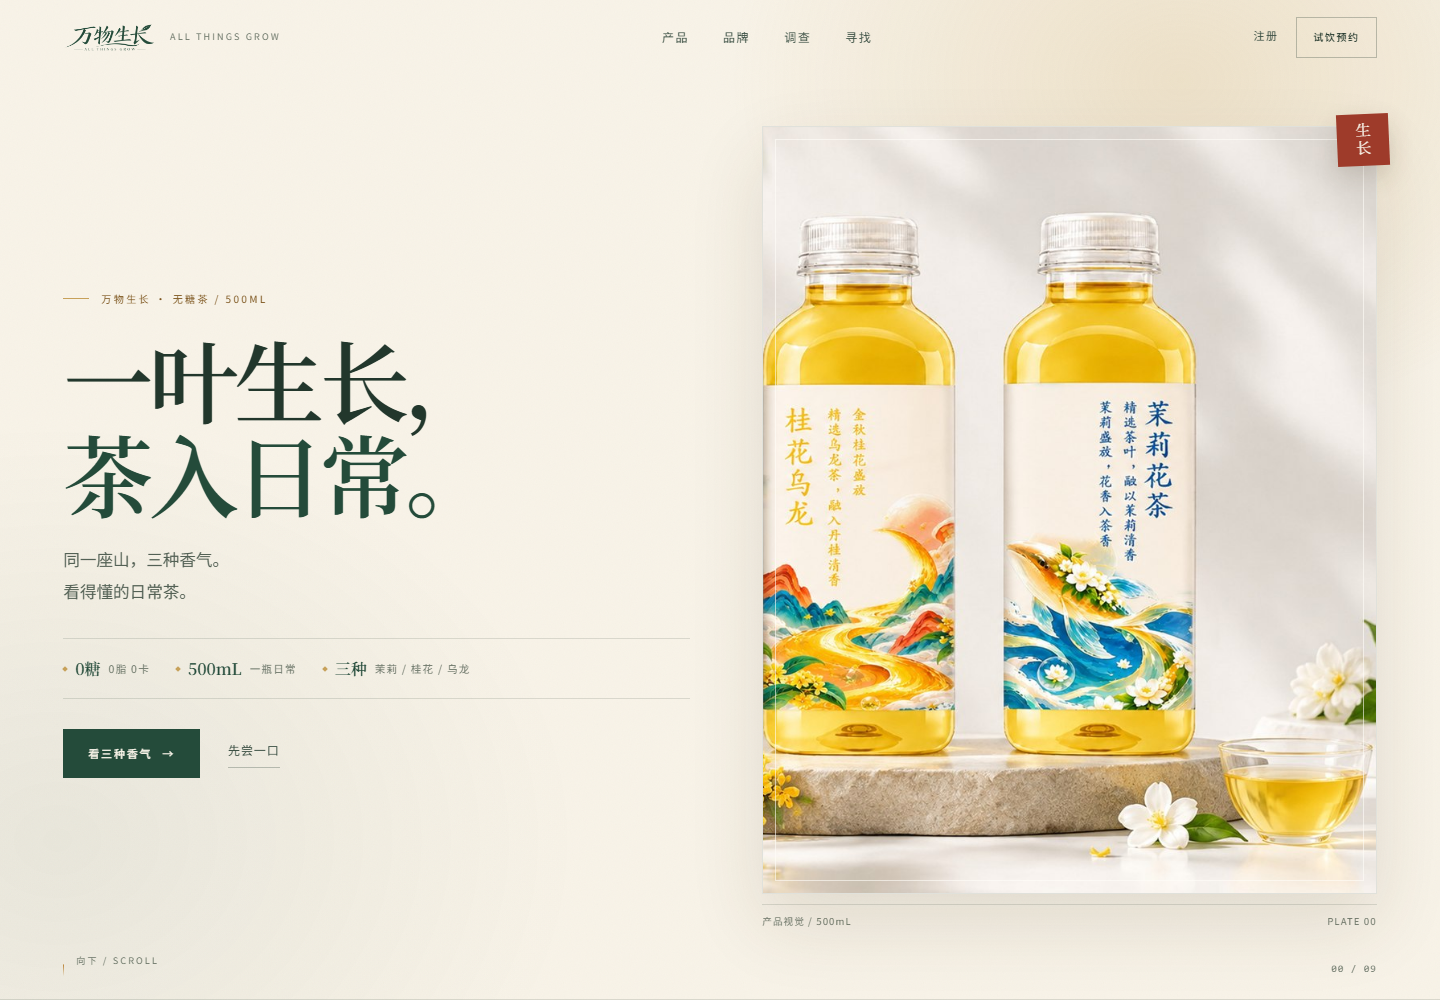 万物生长
ALL THINGS GROW
ALL THINGS GROW
产品
品牌
调查
寻找
注册
试饮预约
万物生长 · 无糖茶 / 500ML
一叶生长,
茶入日常。
同一座山，三种香气。
看得懂的日常茶。
0糖 0脂 0卡
500mL 一瓶日常
三种 茉莉 / 桂花 / 乌龙
看三种香气 →
先尝一口
向下 / SCROLL
生长
金秋桂花盛放
精选乌龙茶，融入丹桂清香
桂花乌龙
茉莉花茶
精选茶叶，融以茉莉清香
茉莉盛放，花香入茶香
产品视觉 / 500mL
PLATE 00
00 / 09